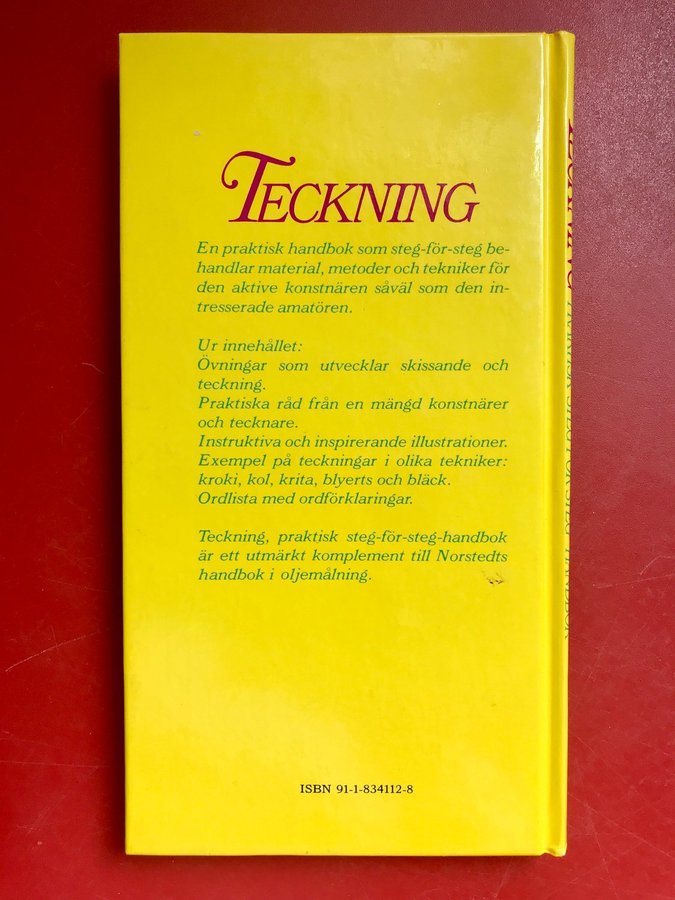 TECKNING
En praktisk handbok som steg-för-steg be-
handlar material, metoder och tekniker för
den aktive konstnären såväl som den in-
tresserade amatören.
Ur innehållet:
Övningar som utvecklar skissande och
teckning.
Praktiska råd från en mängd konstnärer
och tecknare.
Instruktiva och inspirerande illustrationer.
Exempel på teckningar i olika tekniker:
kroki, kol, krita, blyerts och bläck.
Ordlista med ordförklaringar.
Teckning, praktisk steg-för-steg-handbok
är ett utmärkt komplement till Norstedts
handbok i oljemålning.
ISBN 91-1-834112-8